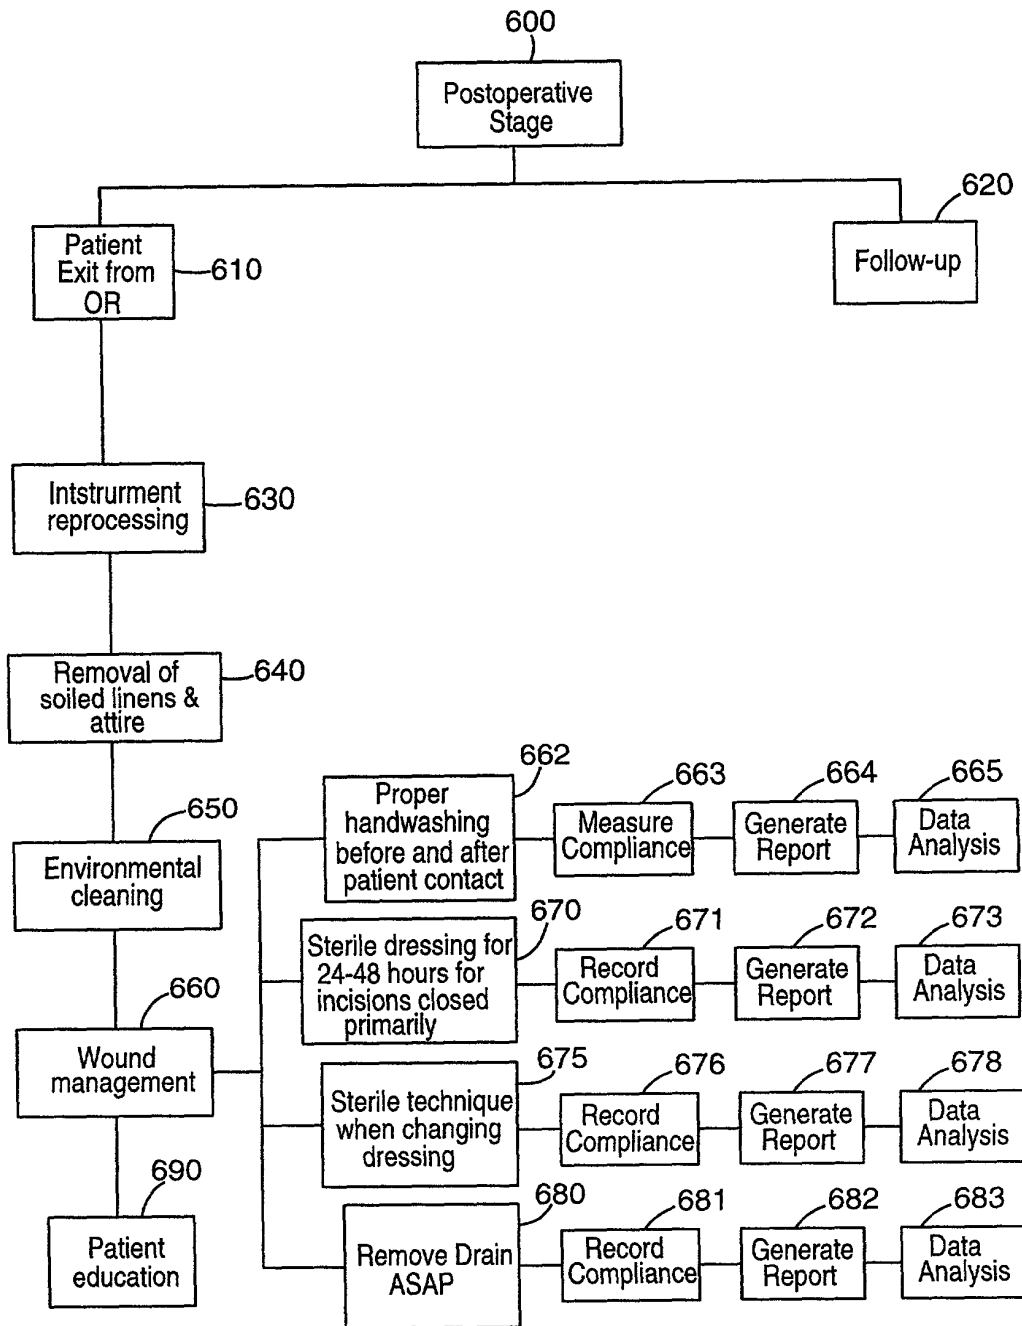 600
Postoperative
Stage
620
Patient
Exit from
OR
610
Follow-up
Intstrurment
reprocessing
630
Removal of
soiled linens &
attire
640
650
Environmental
cleaning
660
Wound
management
690
Patient
education
662
Proper
handwashing
before and after
patient contact
663
Measure
Compliance
664
Generate
Report
665
Data
Analysis
670
Sterile dressing for
24-48 hours for
incisions closed
primarily
671
Record
Compliance
672
Generate
Report
673
Data
Analysis
675
Sterile technique
when changing
dressing
676
Record
Compliance
677
Generate
Report
678
Data
Analysis
680
Remove Drain
ASAP
681
Record
Compliance
682
Generate
Report
683
Data
Analysis